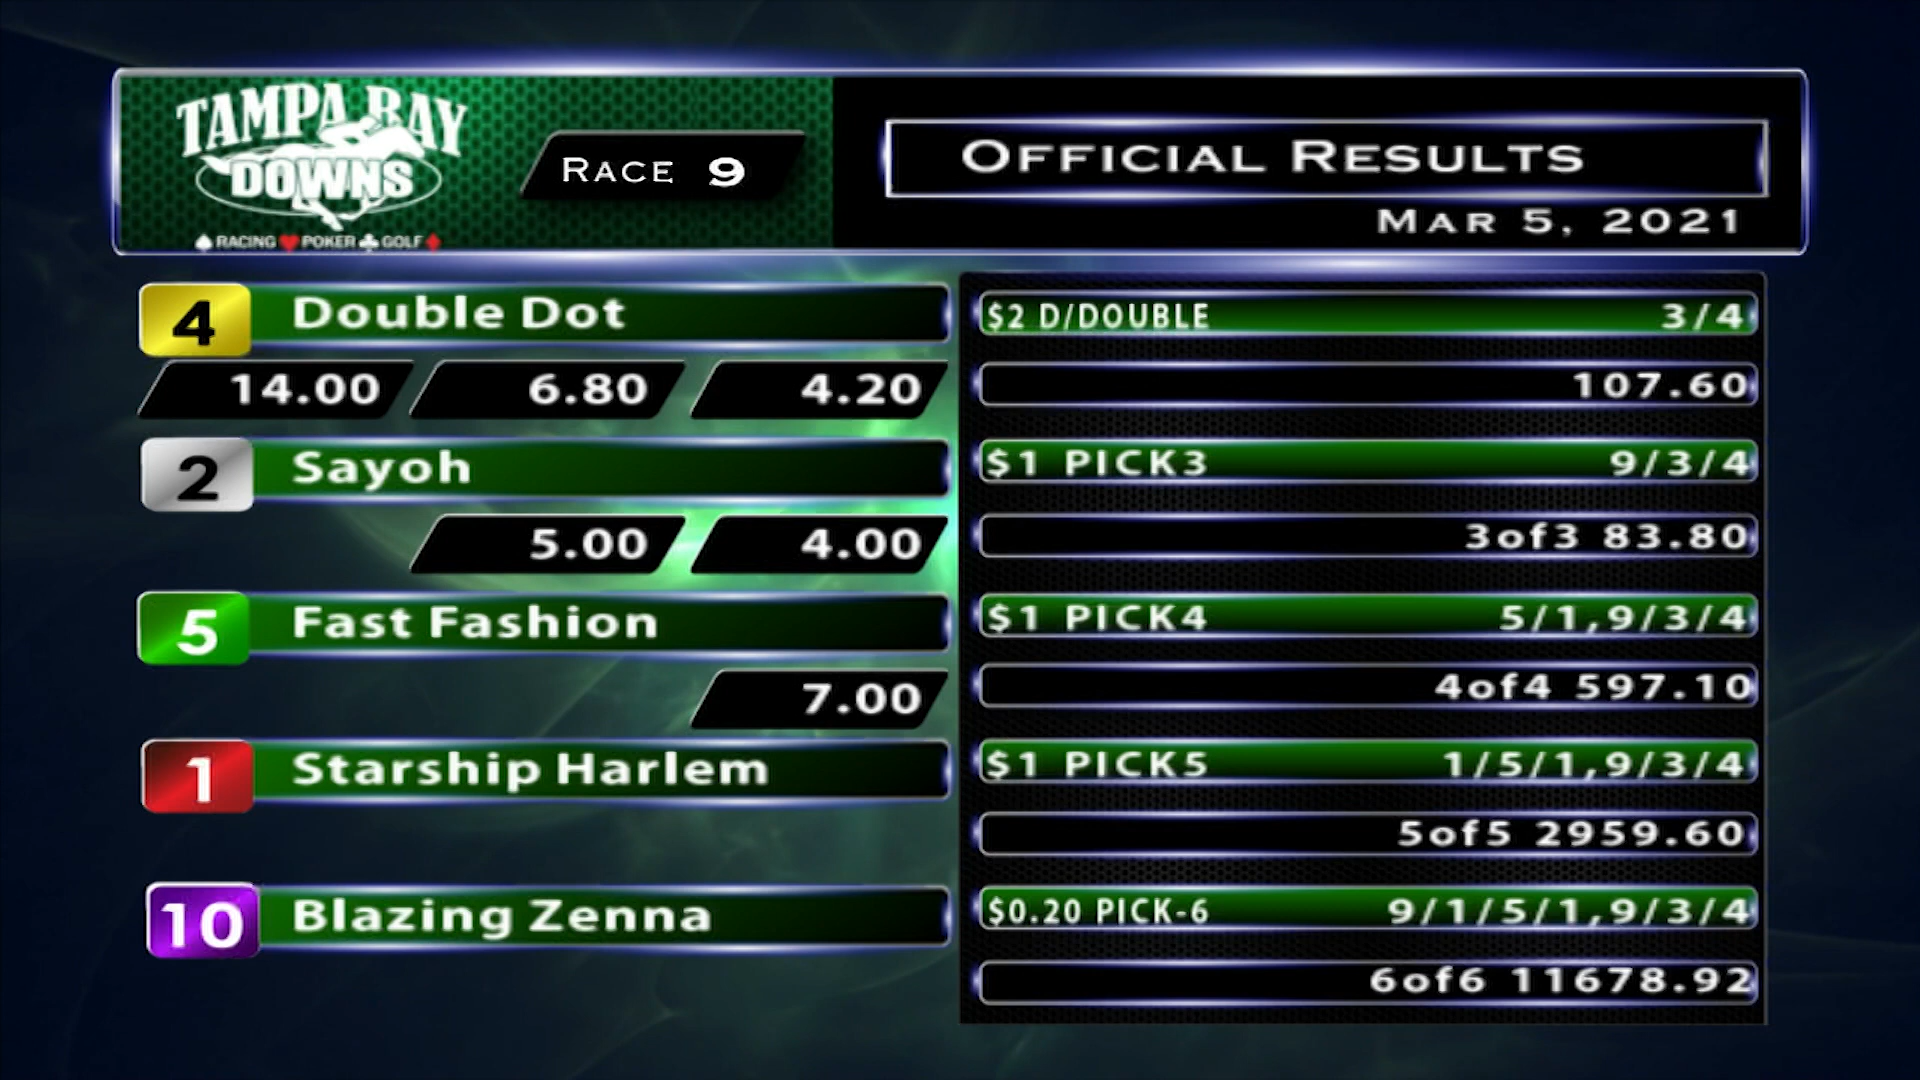 TAMPA BAY
DOWNS
RACING POKER GOLF
RACE 9
OFFICIAL RESULTS
MAR 5, 2021
4 Double Dot
14.00 6.80 4.20
2 Sayoh
5.00 4.00
5 Fast Fashion
7.00
1 Starship Harlem
10 Blazing Zenna
$2 D/DOUBLE 3/4
107.60
$1 PICK3 9/3/4
3of3 83.80
$1 PICK4 5/1,9/3/4
4of4 597.10
$1 PICK5 1/5/1,9/3/4
5of5 2959.60
$0.20 PICK-6 9/1/5/1,9/3/4
6of6 11678.92